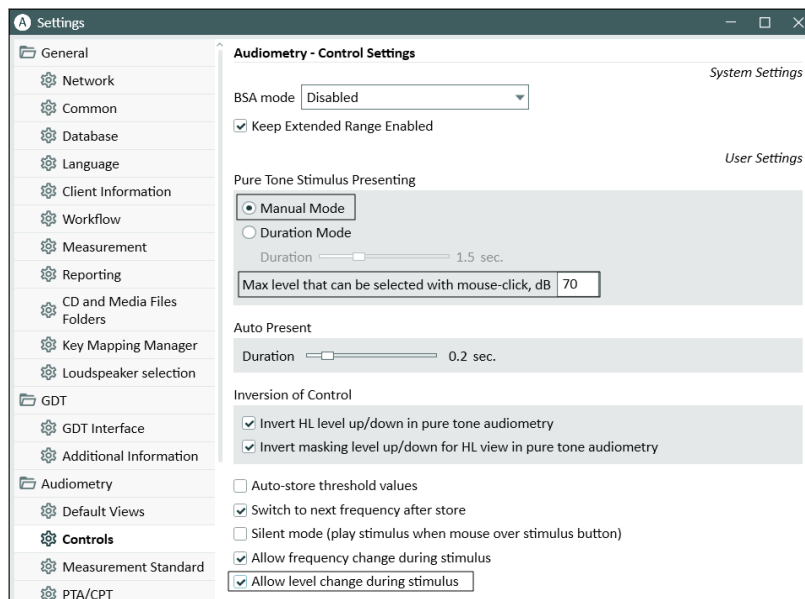 A Settings
General
Network
Common
Database
Language
Client Information
Workflow
Measurement
Reporting
CD and Media Files
Folders
Key Mapping Manager
Loudspeaker selection
GDT
GDT Interface
Additional Information
Audiometry
Default Views
Controls
Measurement Standard
PTA/CPT
Audiometry - Control Settings
System Settings
BSA mode Disabled
Keep Extended Range Enabled
User Settings
Pure Tone Stimulus Presenting
Manual Mode
Duration Mode
Duration 1.5 sec.
Max level that can be selected with mouse-click, dB 70
Auto Present
Duration 0.2 sec.
Inversion of Control
Invert HL level up/down in pure tone audiometry
Invert masking level up/down for HL view in pure tone audiometry
Auto-store threshold values
Switch to next frequency after store
Silent mode (play stimulus when mouse over stimulus button)
Allow frequency change during stimulus
Allow level change during stimulus